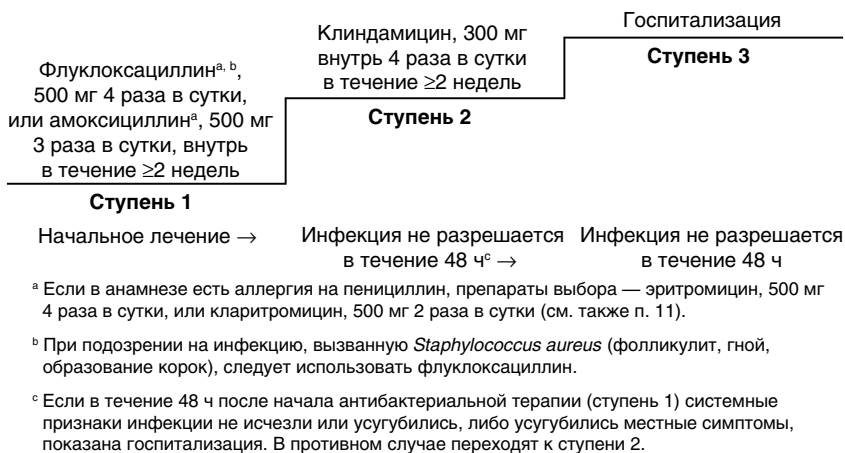 Флуклоксациллинᵃ, ᵇ,
500 мг 4 раза в сутки,
или амоксициллинᵃ, 500 мг
3 раза в сутки, внутрь
в течение ≥2 недель
Ступень 1
Клиндамицин, 300 мг
внутрь 4 раза в сутки
в течение ≥2 недель
Ступень 2
Госпитализация
Ступень 3
Начальное лечение →
Инфекция не разрешается
в течение 48 чᶜ →
Инфекция не разрешается
в течение 48 ч
ᵃ Если в анамнезе есть аллергия на пенициллин, препараты выбора — эритромицин, 500 мг
4 раза в сутки, или кларитромицин, 500 мг 2 раза в сутки (см. также п. 11).
ᵇ При подозрении на инфекцию, вызванную Staphylococcus aureus (фолликулит, гной,
образование корок), следует использовать флуклоксациллин.
ᶜ Если в течение 48 ч после начала антибактериальной терапии (ступень 1) системные
признаки инфекции не исчезли или усугубились, либо усугубились местные симптомы,
показана госпитализация. В противном случае переходят к ступени 2.